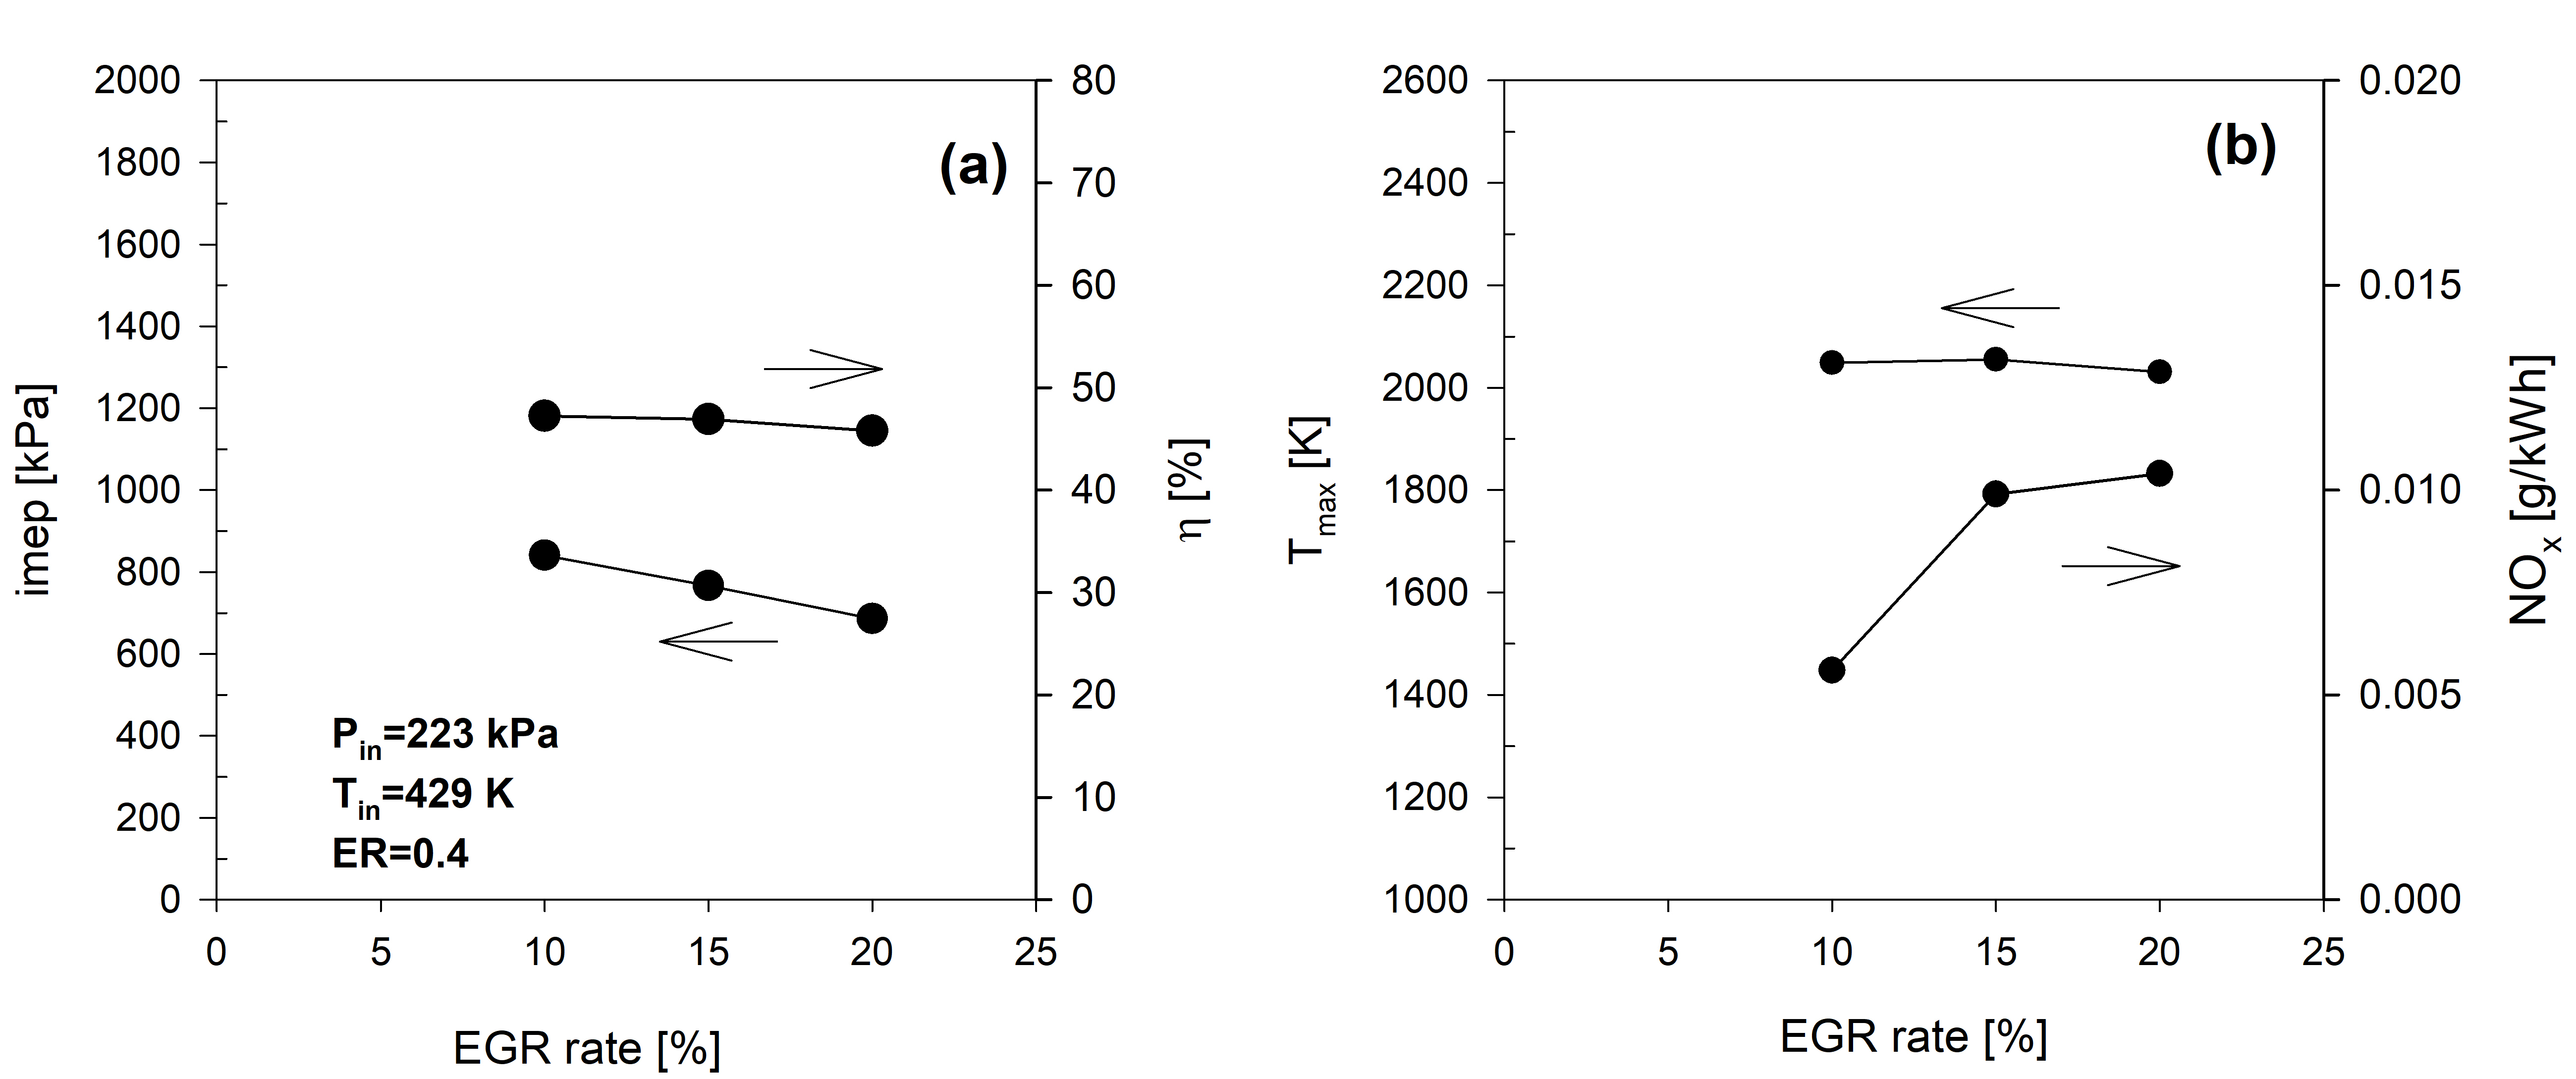 2000
1800
1600
1400
1200
1000
800
600
400
200
0
imep [kPa]
80
70
60
50
40
30
20
10
0
η [%]
(a)
P_in=223 kPa
T_in=429 K
ER=0.4
0 5 10 15 20 25
EGR rate [%]
2600
2400
2200
2000
1800
1600
1400
1200
1000
T_max [K]
0.020
0.015
0.010
0.005
0.000
NO_x [g/kWh]
(b)
0 5 10 15 20 25
EGR rate [%]